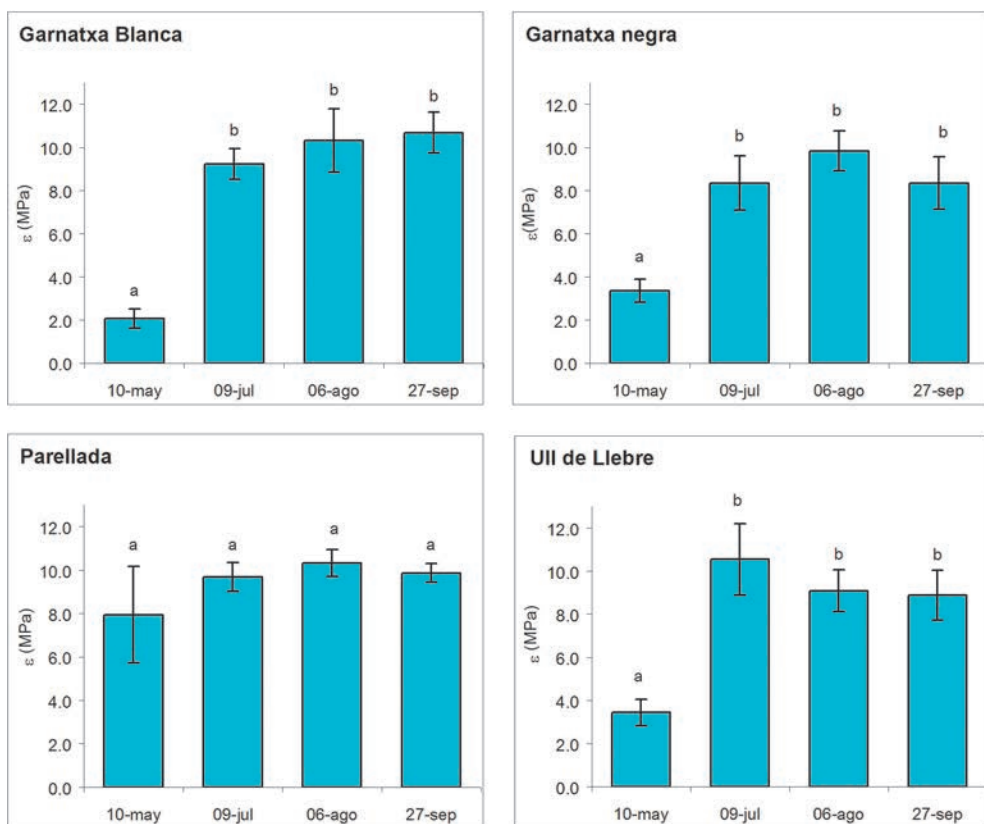 Garnatxa Blanca
ε (MPa)
12.0
10.0
8.0
6.0
4.0
2.0
0.0
a
b
b
b
10-may
09-jul
06-ago
27-sep
Garnatxa negra
ε(MPa)
12.0
10.0
8.0
6.0
4.0
2.0
0.0
a
b
b
b
10-may
09-jul
06-ago
27-sep
Parellada
ε (MPa)
12.0
10.0
8.0
6.0
4.0
2.0
0.0
a
a
a
a
10-may
09-jul
06-ago
27-sep
Ull de Llebre
ε (MPa)
12.0
10.0
8.0
6.0
4.0
2.0
0.0
a
b
b
b
10-may
09-jul
06-ago
27-sep